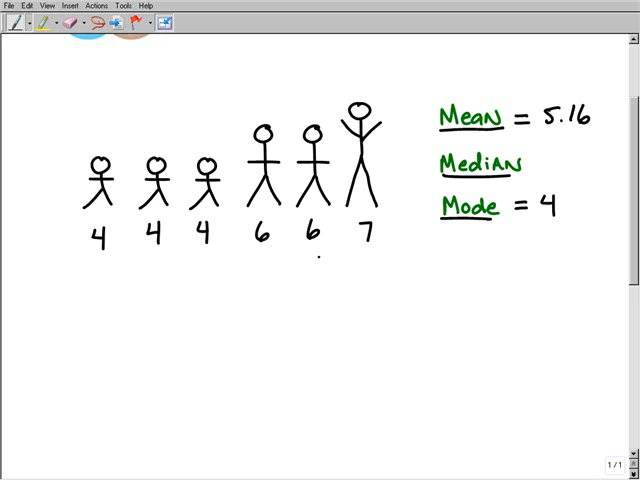 File Edit View Insert Actions Tools Help
Mean = 5.16
Median
Mode = 4
4 4 4 6 6 7
1 / 1